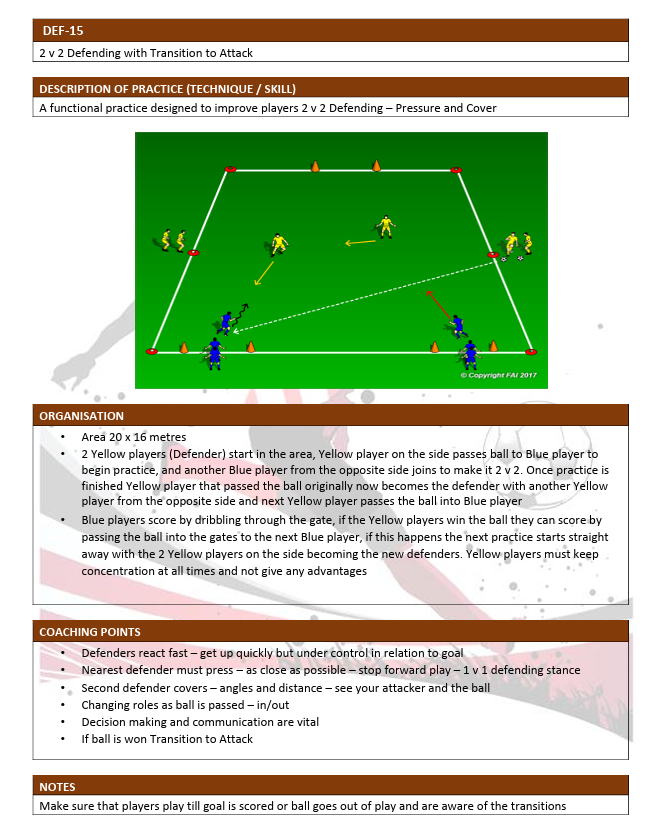 DEF-15
2 v 2 Defending with Transition to Attack
DESCRIPTION OF PRACTICE (TECHNIQUE / SKILL)
A functional practice designed to improve players 2 v 2 Defending – Pressure and Cover
© Copyright FAI 2017
ORGANISATION
• Area 20 x 16 metres
• 2 Yellow players (Defender) start in the area, Yellow player on the side passes ball to Blue player to
begin practice, and another Blue player from the opposite side joins to make it 2 v 2. Once practice is
finished Yellow player that passed the ball originally now becomes the defender with another Yellow
player from the opposite side and next Yellow player passes the ball into Blue player
• Blue players score by dribbling through the gate, if the Yellow players win the ball they can score by
passing the ball into the gates to the next Blue player, if this happens the next practice starts straight
away with the 2 Yellow players on the side becoming the new defenders. Yellow players must keep
concentration at all times and not give any advantages
COACHING POINTS
• Defenders react fast – get up quickly but under control in relation to goal
• Nearest defender must press – as close as possible – stop forward play – 1 v 1 defending stance
• Second defender covers – angles and distance – see your attacker and the ball
• Changing roles as ball is passed – in/out
• Decision making and communication are vital
• If ball is won Transition to Attack
NOTES
Make sure that players play till goal is scored or ball goes out of play and are aware of the transitions